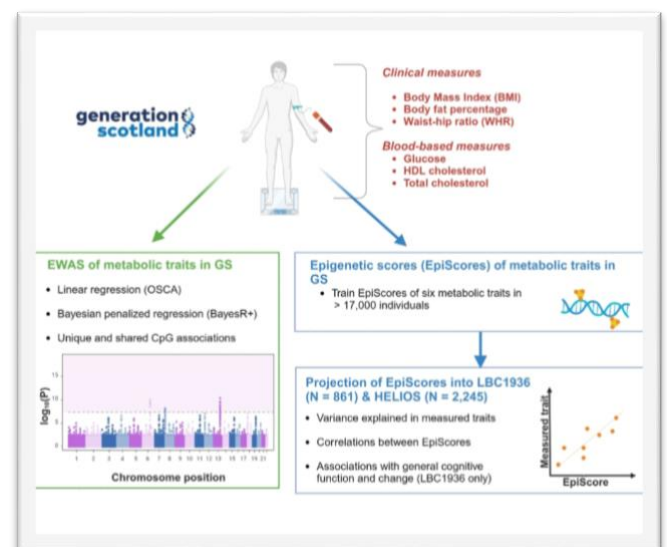 generation
scotland
Clinical measures
• Body Mass Index (BMI)
• Body fat percentage
• Waist-hip ratio (WHR)
Blood-based measures
• Glucose
• HDL cholesterol
• Total cholesterol
EWAS of metabolic traits in GS
• Linear regression (OSCA)
• Bayesian penalized regression (BayesR+)
• Unique and shared CpG associations
log₁₀(P)
15
10
5
0
1 2 3 4 5 6 7 8 9 10 11 12 13 15 17 19 21
Chromosome position
Epigenetic scores (EpiScores) of metabolic traits in
GS
• Train EpiScores of six metabolic traits in
> 17,000 individuals
Projection of EpiScores into LBC1936
(N = 861) & HELIOS (N = 2,245)
• Variance explained in measured traits
• Correlations between EpiScores
• Associations with general cognitive
function and change (LBC1936 only)
Measured trait
EpiScore